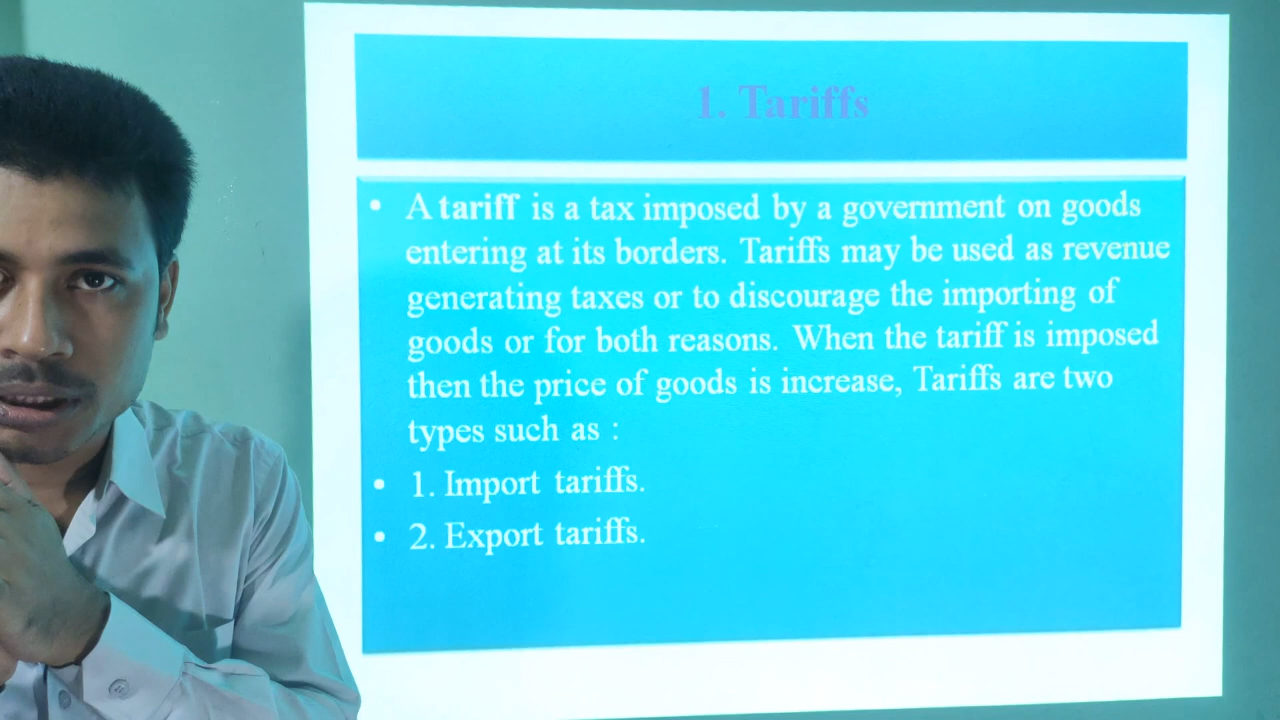 1. Tariffs
• A tariff is a tax imposed by a government on goods
entering at its borders. Tariffs may be used as revenue
generating taxes or to discourage the importing of
goods or for both reasons. When the tariff is imposed
then the price of goods is increase, Tariffs are two
types such as :
• 1. Import tariffs.
• 2. Export tariffs.